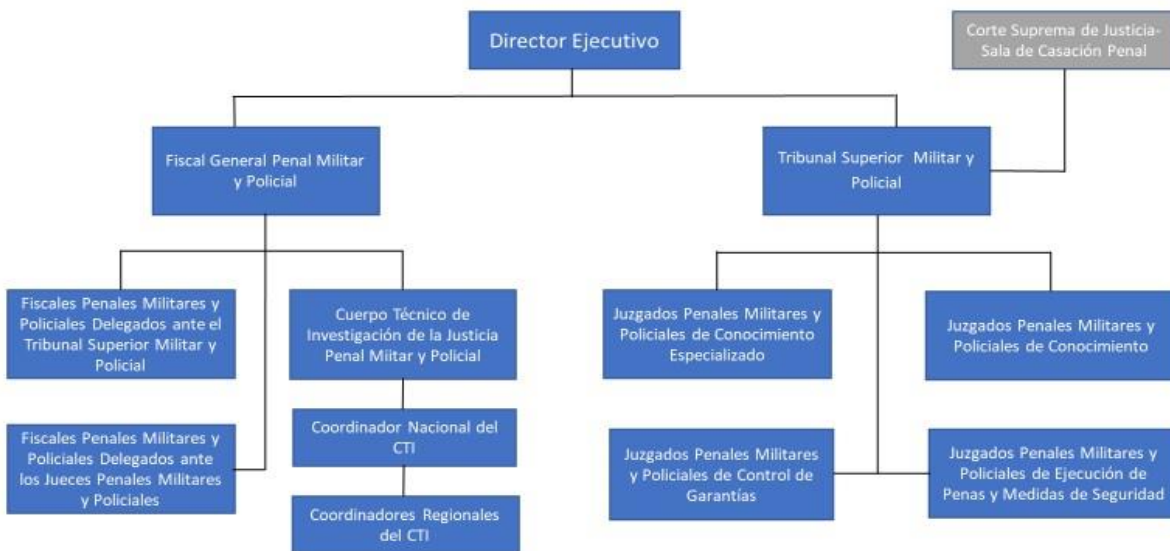 Director Ejecutivo
Corte Suprema de Justicia-
Sala de Casación Penal
Fiscal General Penal Militar
y Policial
Tribunal Superior Militar y
Policial
Fiscales Penales Militares y
Policiales Delegados ante el
Tribunal Superior Militar y
Policial
Cuerpo Técnico de
Investigación de la Justicia
Penal Miitar y Policial
Juzgados Penales Militares y
Policiales de Conocimiento
Especializado
Juzgados Penales Militares y
Policiales de Conocimiento
Fiscales Penales Militares y
Policiales Delegados ante
los Jueces Penales Militares
y Policiales
Coordinador Nacional del
CTI
Coordinadores Regionales
del CTI
Juzgados Penales Militares
y Policiales de Control de
Garantías
Juzgados Penales Militares y
Policiales de Ejecución de
Penas y Medidas de Seguridad